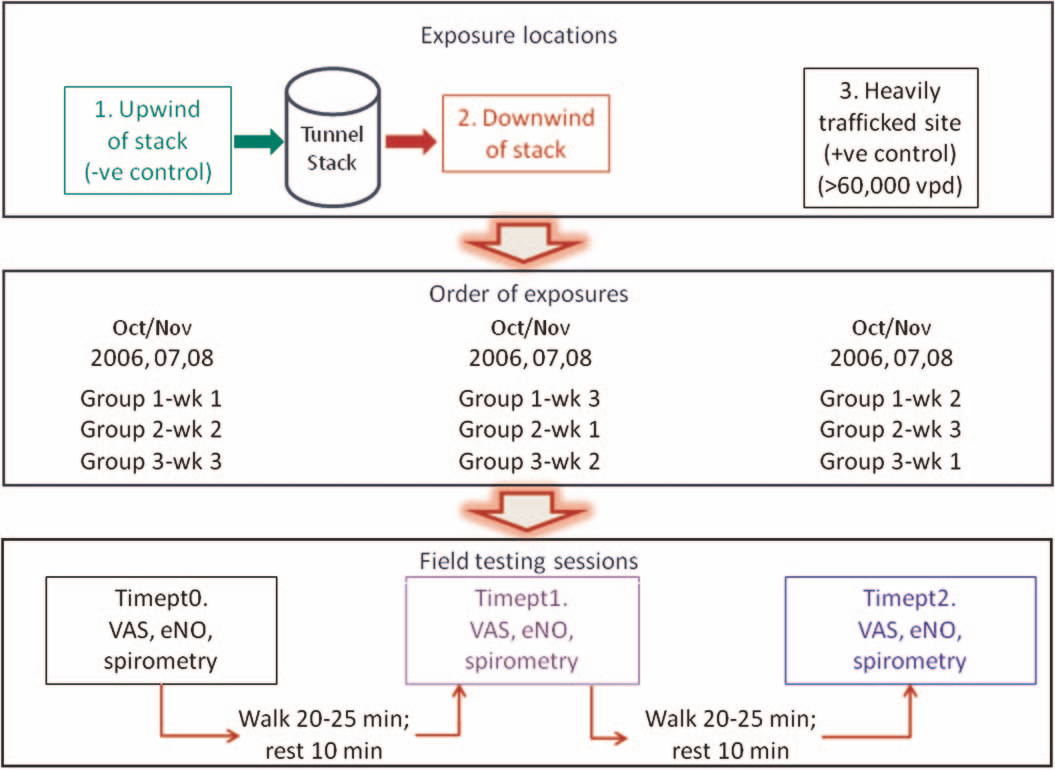 Exposure locations
1. Upwind
of stack
(-ve control)
Tunnel
Stack
2. Downwind
of stack
3. Heavily
trafficked site
(+ve control)
(>60,000 vpd)
Order of exposures
Oct/Nov
2006, 07,08
Group 1-wk 1
Group 2-wk 2
Group 3-wk 3
Oct/Nov
2006, 07,08
Group 1-wk 3
Group 2-wk 1
Group 3-wk 2
Oct/Nov
2006, 07,08
Group 1-wk 2
Group 2-wk 3
Group 3-wk 1
Field testing sessions
Timept0.
VAS, eNO,
spirometry
Walk 20-25 min;
rest 10 min
Timept1.
VAS, eNO,
spirometry
Walk 20-25 min;
rest 10 min
Timept2.
VAS, eNO,
spirometry